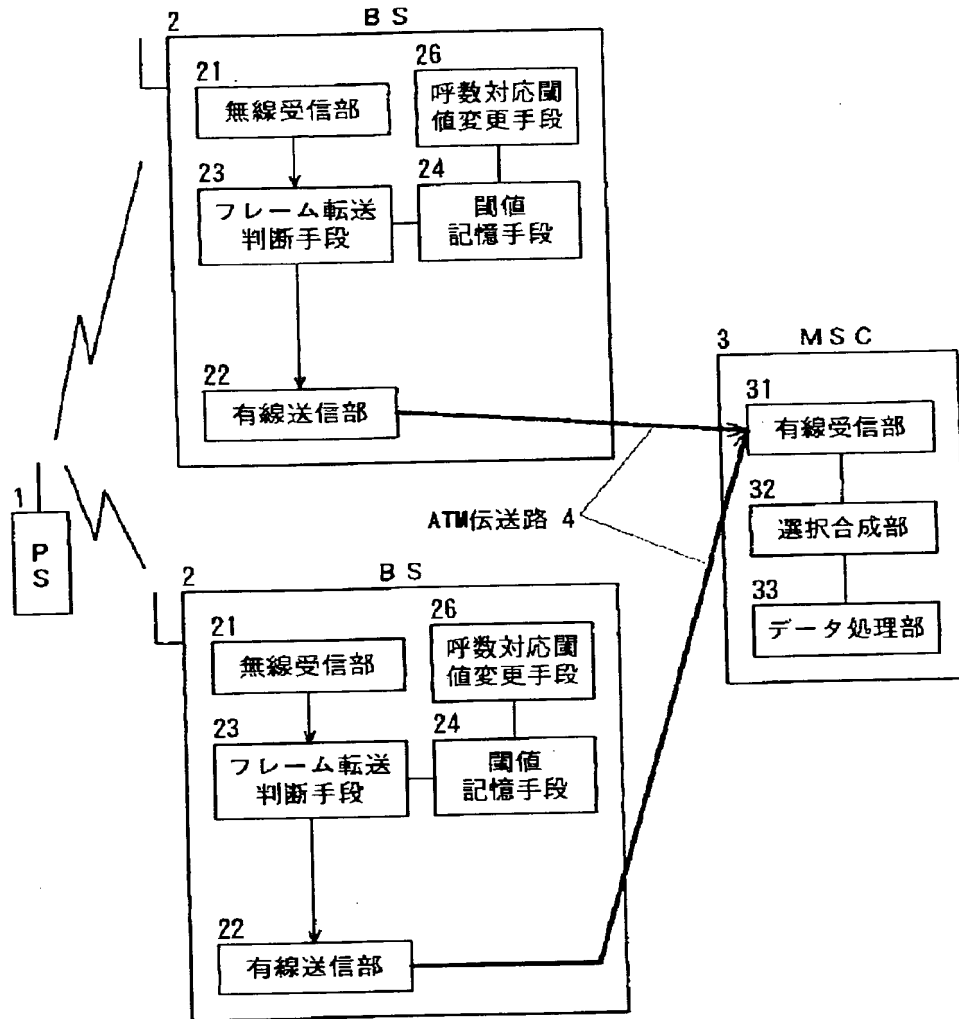 2
BS
21
無線受信部
26
呼数対応閾
値変更手段
23
フレーム転送
判断手段
24
閾値
記憶手段
22
有線送信部
3
MSC
31
有線受信部
32
選択合成部
33
データ処理部
ATM伝送路 4
1
PS
2
BS
21
無線受信部
26
呼数対応閾
値変更手段
23
フレーム転送
判断手段
24
閾値
記憶手段
22
有線送信部